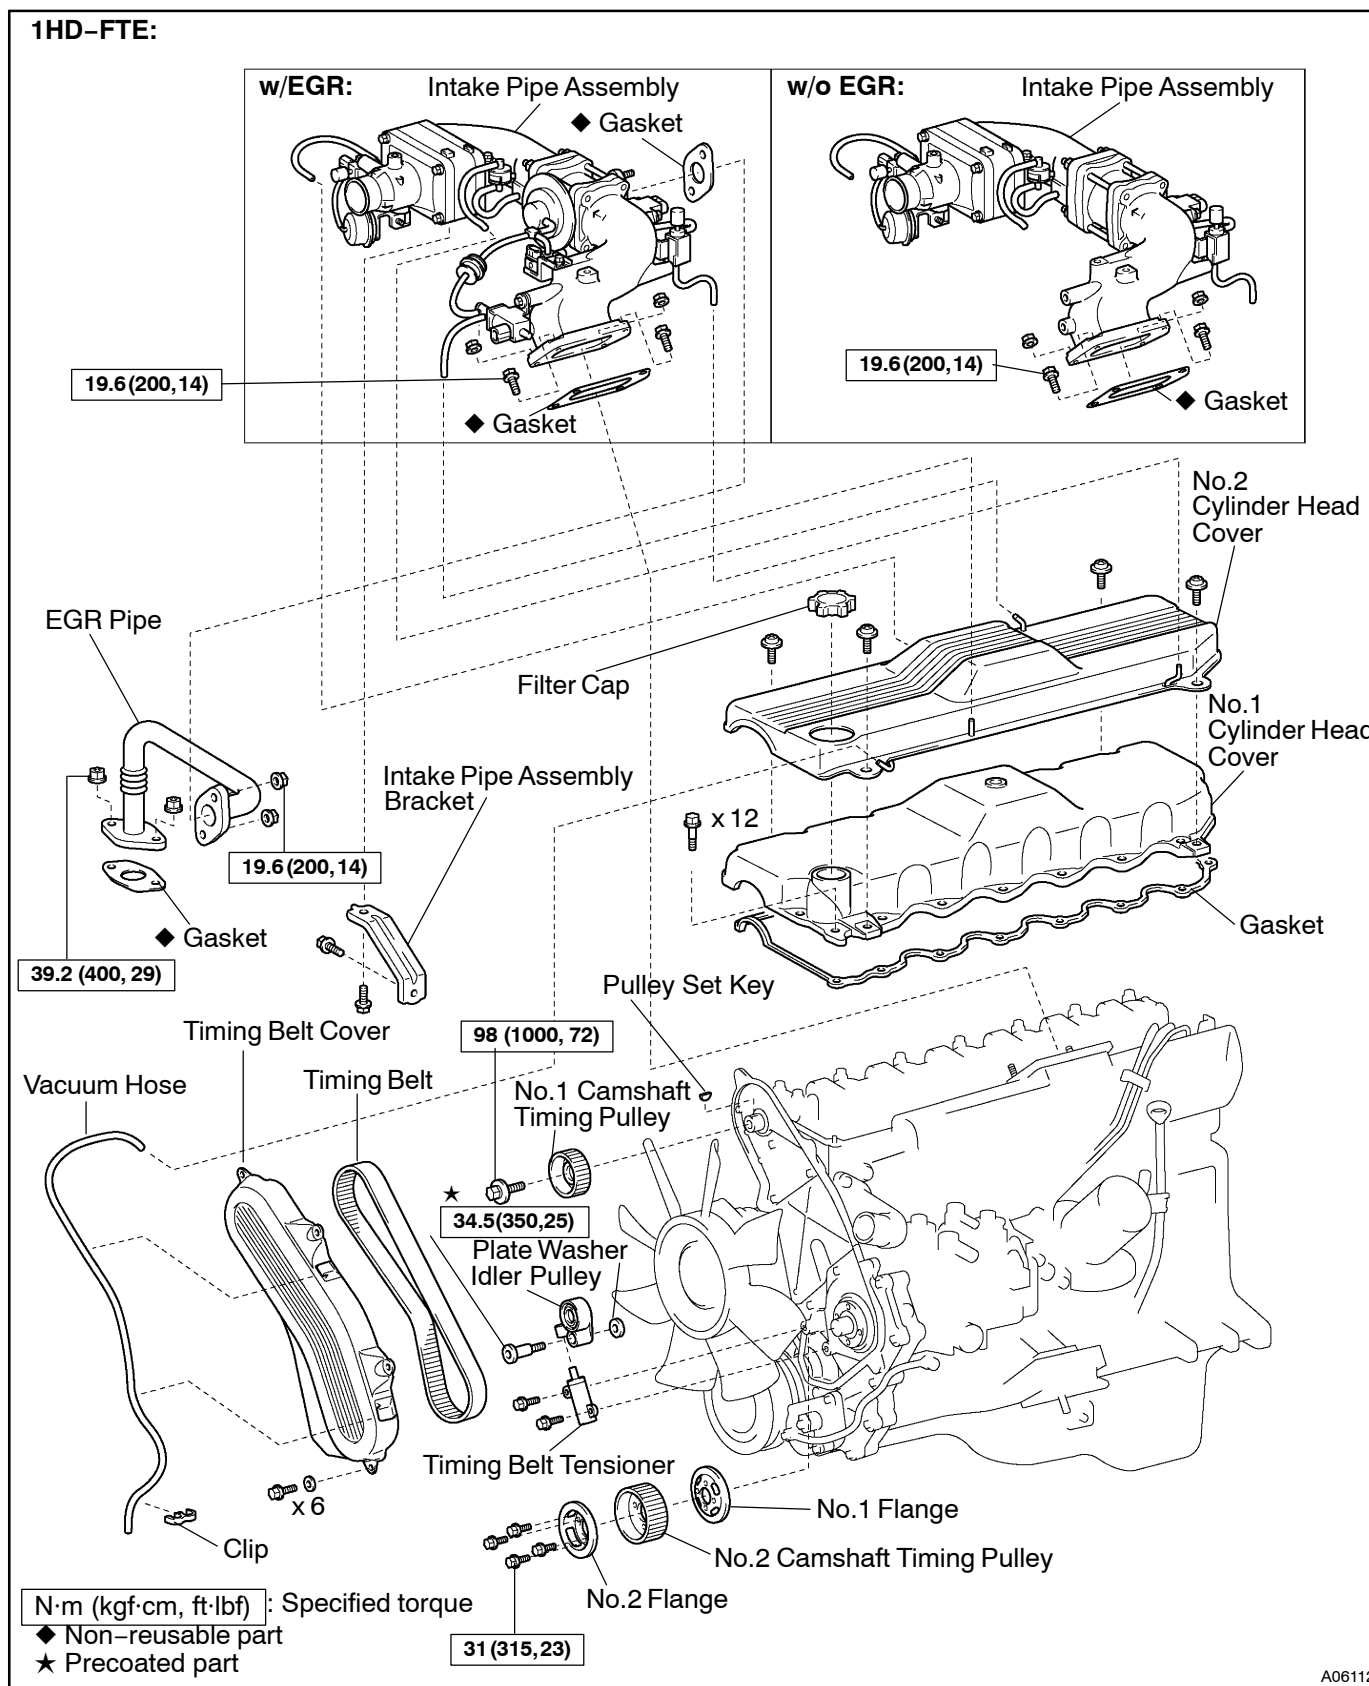 1HD–FTE:
w/EGR:
Intake Pipe Assembly
◆ Gasket
w/o EGR:
Intake Pipe Assembly
19.6 (200, 14)
◆ Gasket
19.6 (200, 14)
◆ Gasket
No.2
Cylinder Head
Cover
EGR Pipe
Filter Cap
No.1
Cylinder Head
Cover
Intake Pipe Assembly
Bracket
x 12
19.6 (200, 14)
◆ Gasket
Gasket
39.2 (400, 29)
Pulley Set Key
Timing Belt Cover
98 (1000, 72)
Vacuum Hose
Timing Belt
No.1 Camshaft
Timing Pulley
★
34.5 (350, 25)
Plate Washer
Idler Pulley
Timing Belt Tensioner
x 6
No.1 Flange
Clip
No.2 Camshaft Timing Pulley
No.2 Flange
N·m (kgf·cm, ft·lbf) : Specified torque
◆ Non–reusable part
★ Precoated part
31 (315, 23)
A06112